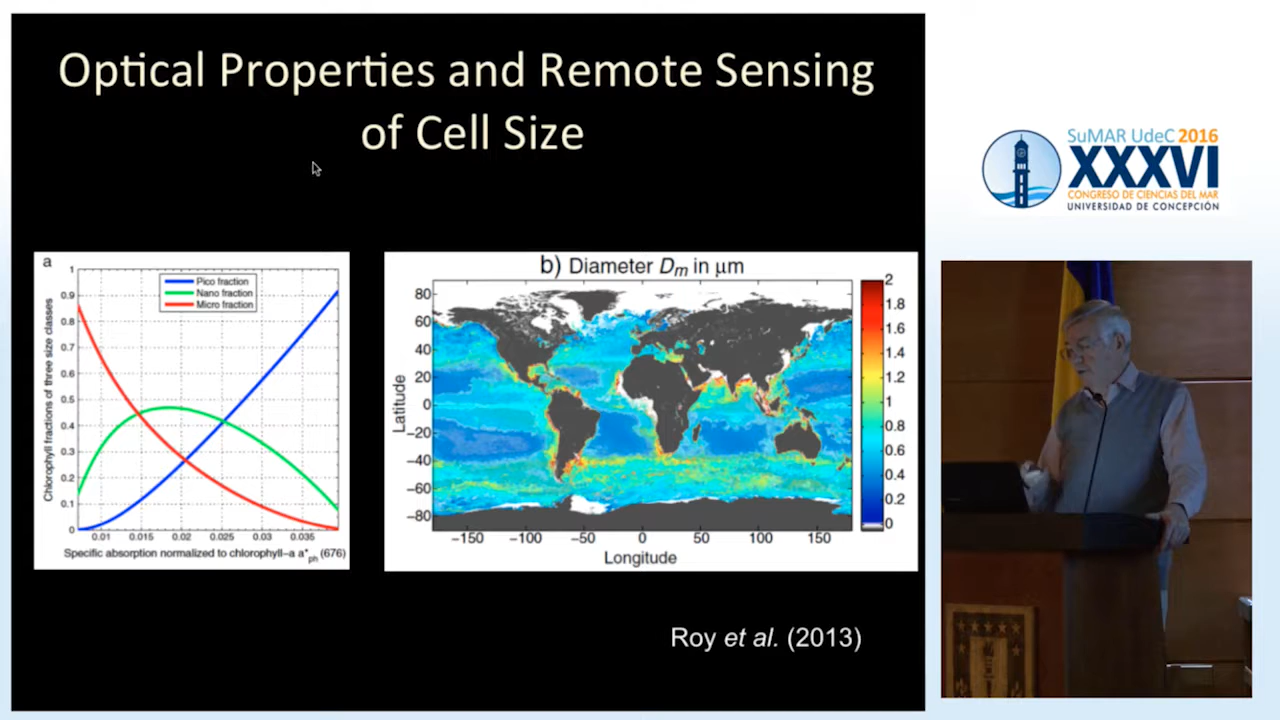 Optical Properties and Remote Sensing
of Cell Size
SuMAR UdeC 2016
XXXVI
CONGRESO DE CIENCIAS DEL MAR
UNIVERSIDAD DE CONCEPCIÓN
a
Pico fraction
Nano fraction
Micro fraction
Chlorophyll fractions of three size classes
1
0.9
0.8
0.7
0.6
0.5
0.4
0.3
0.2
0.1
0
0.01 0.015 0.02 0.025 0.03 0.035
Specific absorption normalized to chlorophyll-a a*ph (676)
b) Diameter Dm in μm
Latitude
80
60
40
20
0
−20
−40
−60
−80
−150 −100 −50 0 50 100 150
Longitude
2
1.8
1.6
1.4
1.2
1
0.8
0.6
0.4
0.2
0
Roy et al. (2013)